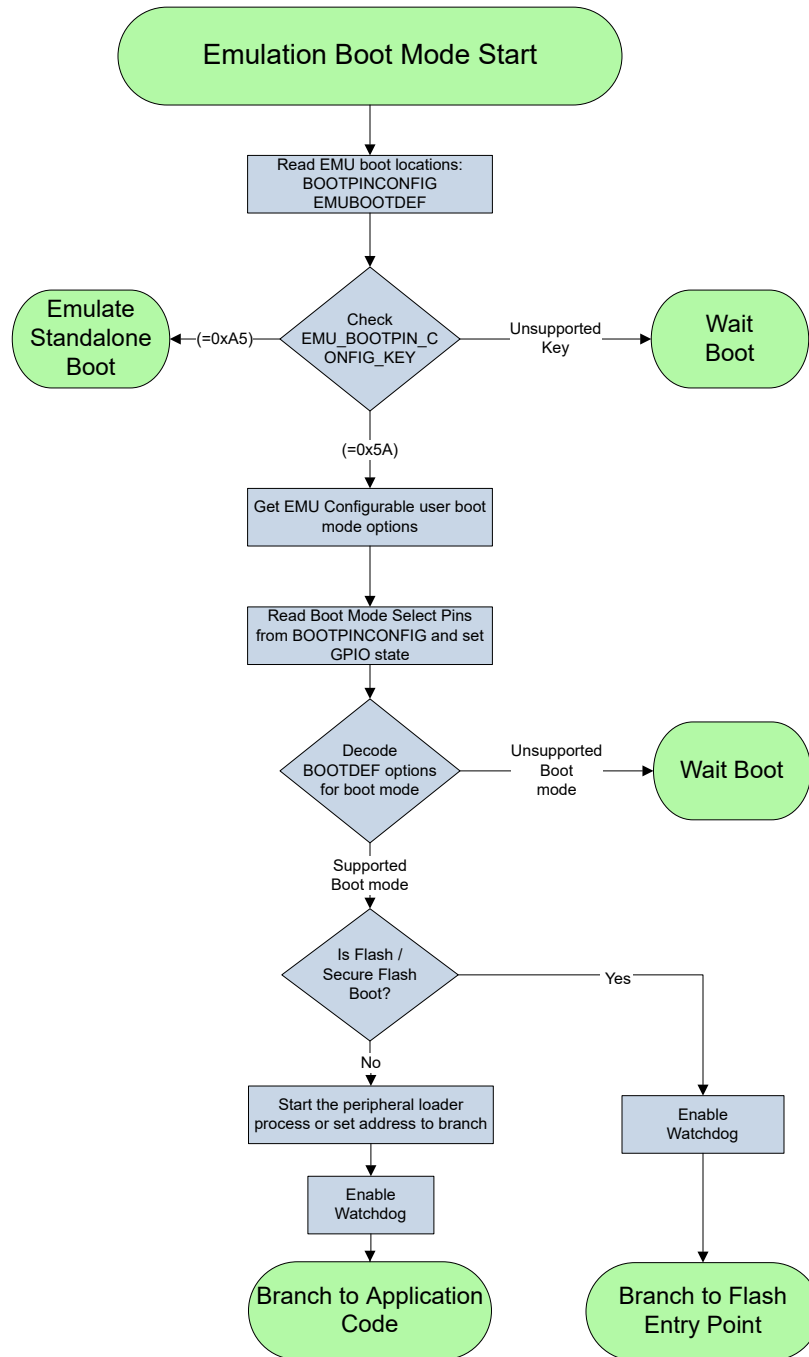 Emulation Boot Mode Start
Read EMU boot locations:
BOOTPINCONFIG
EMUBOOTDEF
Emulate
Standalone
Boot
(=0xA5)
Check
EMU_BOOTPIN_C
ONFIG_KEY
Unsupported
Key
Wait
Boot
(=0x5A)
Get EMU Configurable user boot
mode options
Read Boot Mode Select Pins
from BOOTPINCONFIG and set
GPIO state
Decode
BOOTDEF options
for boot mode
Unsupported
Boot
mode
Wait Boot
Supported
Boot mode
Is Flash /
Secure Flash
Boot?
Yes
No
Start the peripheral loader
process or set address to branch
Enable
Watchdog
Enable
Watchdog
Branch to Application
Code
Branch to Flash
Entry Point